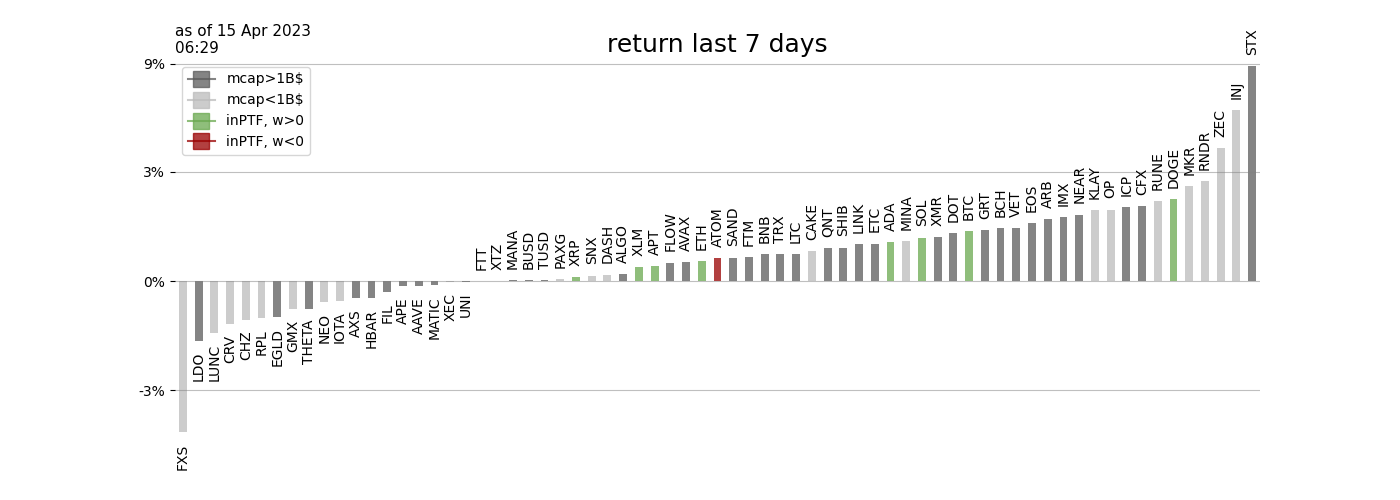 as of 15 Apr 2023
06:29
return last 7 days
9%
3%
0%
-3%
mcap>1B$
mcap<1B$
inPTF, w>0
inPTF, w<0
FXS
LDO
LUNC
CRV
CHZ
RPL
EGLD
GMX
THETA
NEO
IOTA
AXS
HBAR
FIL
APE
AAVE
MATIC
XEC
UNI
FTT
XTZ
MANA
BUSD
TUSD
PAXG
XRP
SNX
DASH
ALGO
XLM
APT
FLOW
AVAX
ETH
ATOM
SAND
FTM
BNB
TRX
LTC
CAKE
QNT
SHIB
LINK
ETC
ADA
MINA
SOL
XMR
DOT
BTC
GRT
BCH
VET
EOS
ARB
IMX
NEAR
KLAY
OP
ICP
CFX
RUNE
DOGE
MKR
RNDR
ZEC
INJ
STX